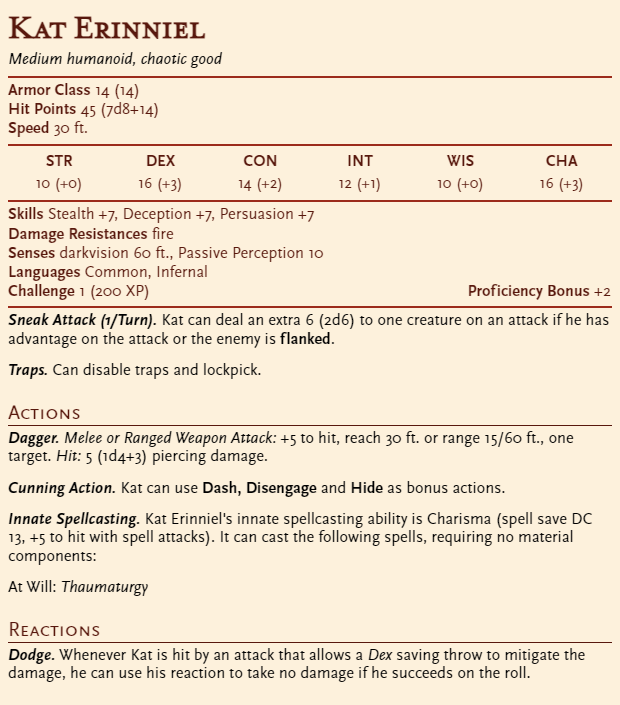 Kat Erinniel
Medium humanoid, chaotic good
Armor Class 14 (14)
Hit Points 45 (7d8+14)
Speed 30 ft.
STR DEX CON INT WIS CHA
10 (+0) 16 (+3) 14 (+2) 12 (+1) 10 (+0) 16 (+3)
Skills Stealth +7, Deception +7, Persuasion +7
Damage Resistances fire
Senses darkvision 60 ft., Passive Perception 10
Languages Common, Infernal
Challenge 1 (200 XP) Proficiency Bonus +2
Sneak Attack (1/Turn). Kat can deal an extra 6 (2d6) to one creature on an attack if he has
advantage on the attack or the enemy is flanked.
Traps. Can disable traps and lockpick.
Actions
Dagger. Melee or Ranged Weapon Attack: +5 to hit, reach 30 ft. or range 15/60 ft., one
target. Hit: 5 (1d4+3) piercing damage.
Cunning Action. Kat can use Dash, Disengage and Hide as bonus actions.
Innate Spellcasting. Kat Erinniel's innate spellcasting ability is Charisma (spell save DC
13, +5 to hit with spell attacks). It can cast the following spells, requiring no material
components:
At Will: Thaumaturgy
Reactions
Dodge. Whenever Kat is hit by an attack that allows a Dex saving throw to mitigate the
damage, he can use his reaction to take no damage if he succeeds on the roll.